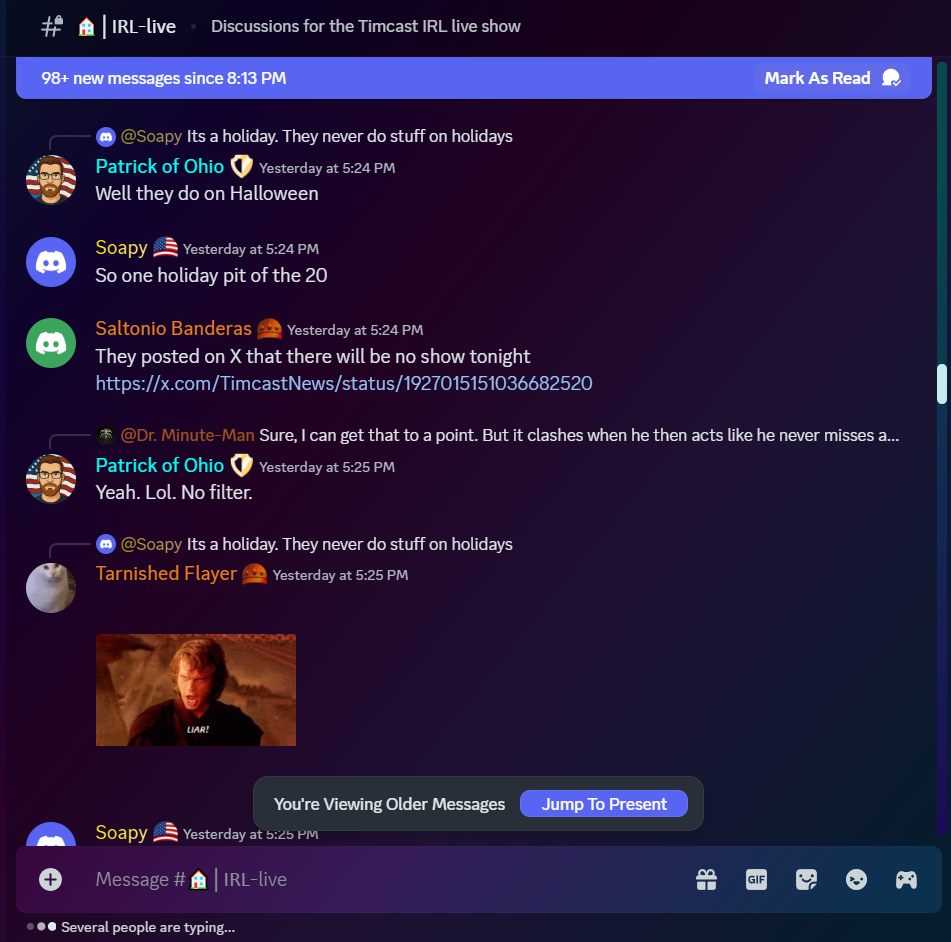 IRL-live • Discussions for the Timcast IRL live show
98+ new messages since 8:13 PM Mark As Read
@Soapy Its a holiday. They never do stuff on holidays
Patrick of Ohio Yesterday at 5:24 PM
Well they do on Halloween
Soapy Yesterday at 5:24 PM
So one holiday pit of the 20
Saltonio Banderas Yesterday at 5:24 PM
They posted on X that there will be no show tonight
https://x.com/TimcastNews/status/1927015151036682520
@Dr. Minute-Man Sure, I can get that to a point. But it clashes when he then acts like he never misses a...
Patrick of Ohio Yesterday at 5:25 PM
Yeah. Lol. No filter.
@Soapy Its a holiday. They never do stuff on holidays
Tarnished Flayer Yesterday at 5:25 PM
LIAR!
You're Viewing Older Messages Jump To Present
Soapy Yesterday at 5:25 PM
Message #🏠| IRL-live GIF
Several people are typing...